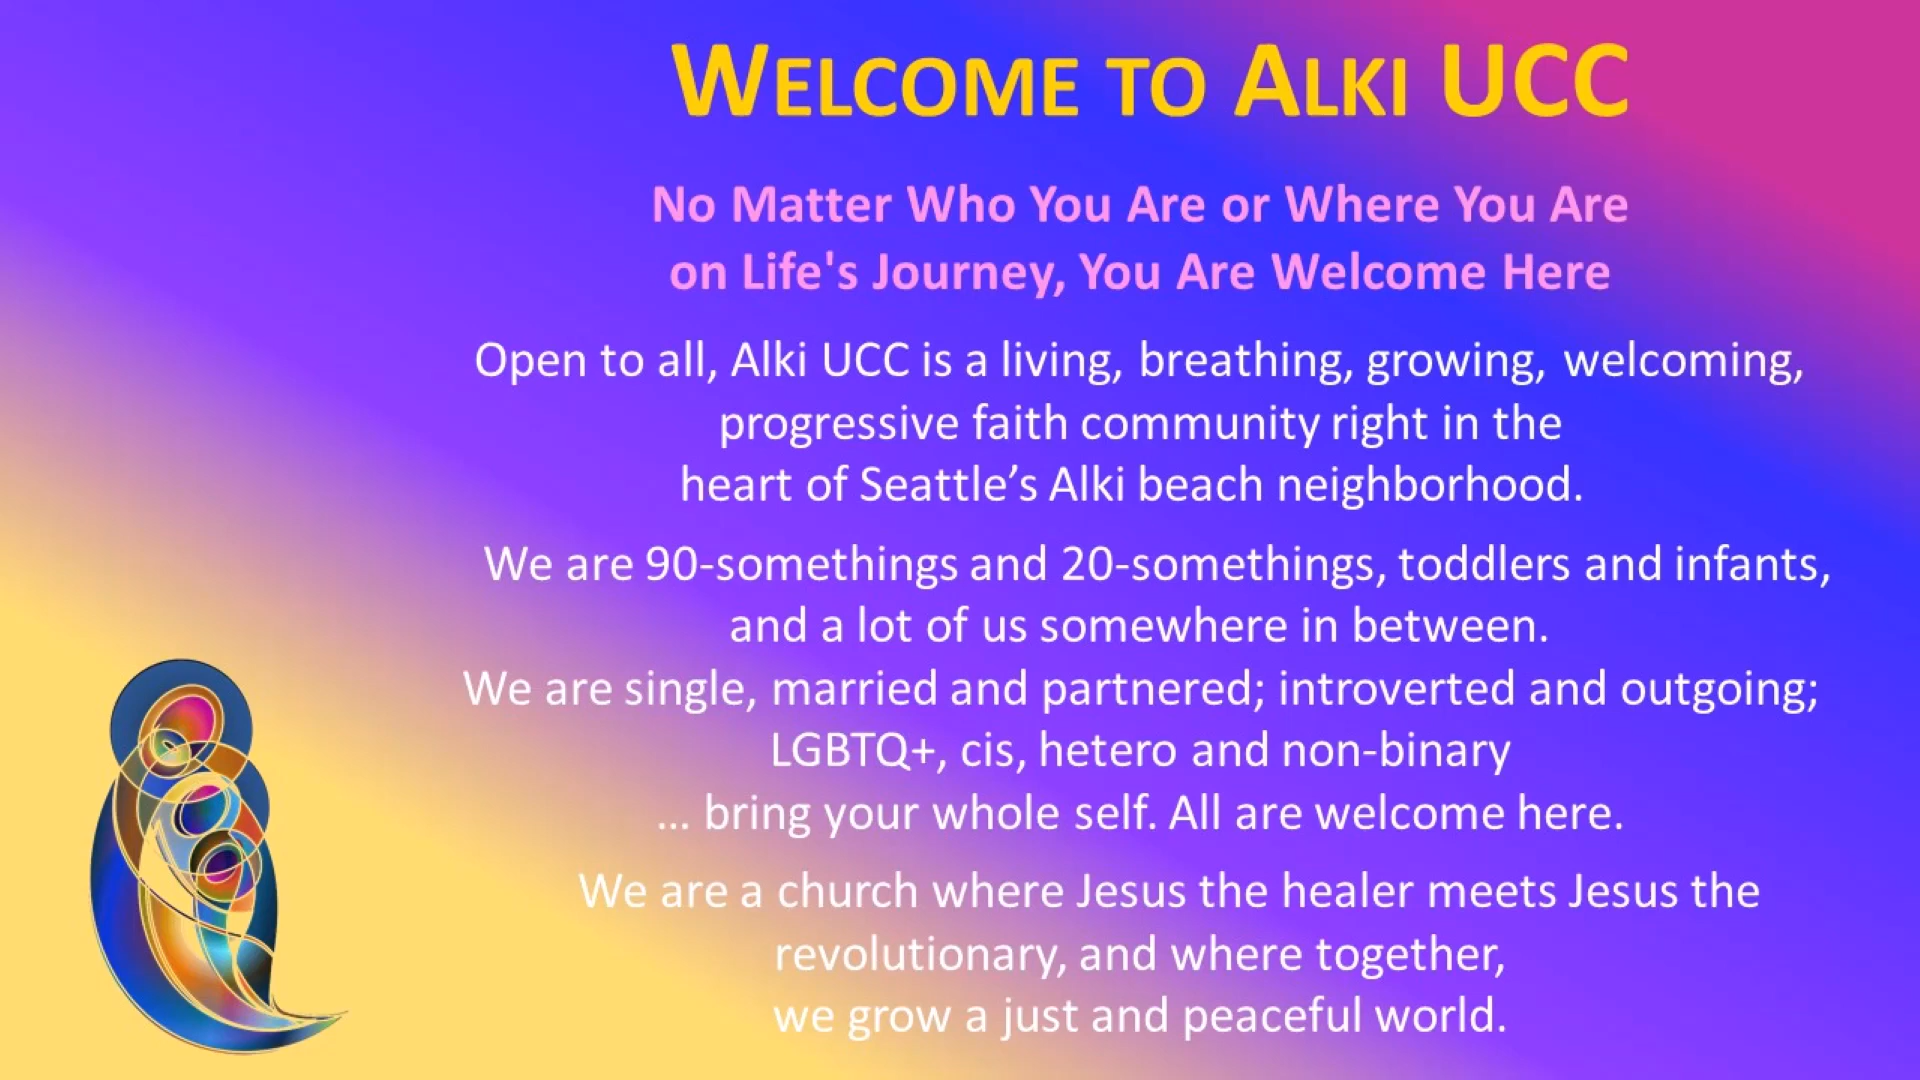 WELCOME TO ALKI UCC
No Matter Who You Are or Where You Are
on Life's Journey, You Are Welcome Here
Open to all, Alki UCC is a living, breathing, growing, welcoming,
progressive faith community right in the
heart of Seattle’s Alki beach neighborhood.
We are 90-somethings and 20-somethings, toddlers and infants,
and a lot of us somewhere in between.
We are single, married and partnered; introverted and outgoing;
LGBTQ+, cis, hetero and non-binary
... bring your whole self. All are welcome here.
We are a church where Jesus the healer meets Jesus the
revolutionary, and where together,
we grow a just and peaceful world.